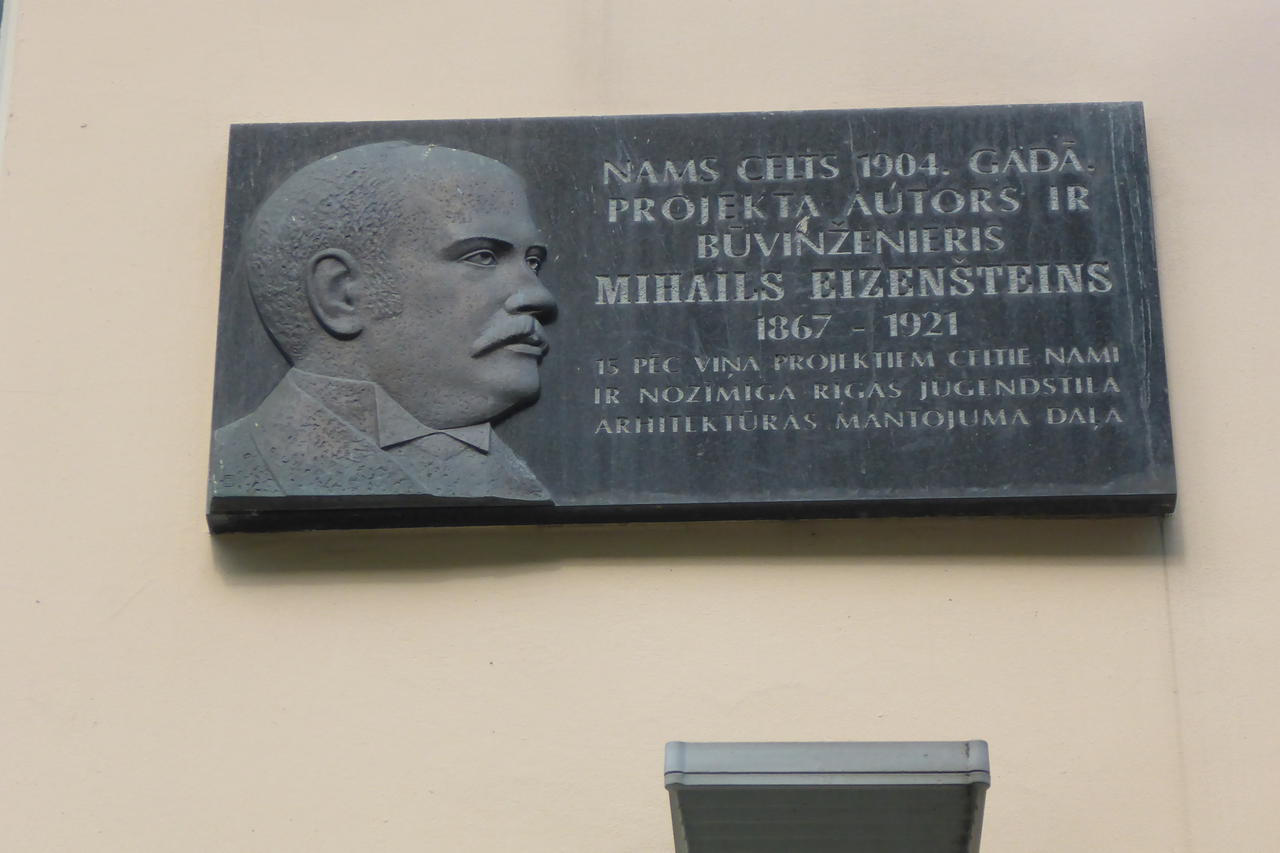 NAMS CELTS 1904. GADĀ.
PROJEKTA AUTORS IR
BŪVINŽENIERIS
MIHAILS EIZENŠTEINS
1867 - 1921
15 PĒC VIŅA PROJEKTIEM CELTIE NAMI
IR NOZĪMĪGA RĪGAS JŪGENDSTILA
ARHITEKTŪRAS MANTOJUMA DAĻA